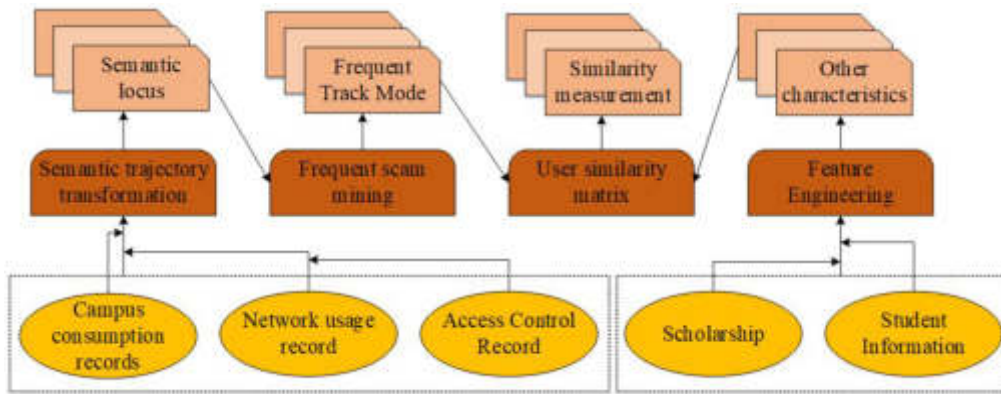 Semantic
locus
Frequent
Track Mode
Similarity
measurement
Other
characteristics
Semantic trajectory
transformation
Frequent scam
mining
User similarity
matrix
Feature
Engineering
Campus
consumption
records
Network usage
record
Access Control
Record
Scholarship
Student
Information